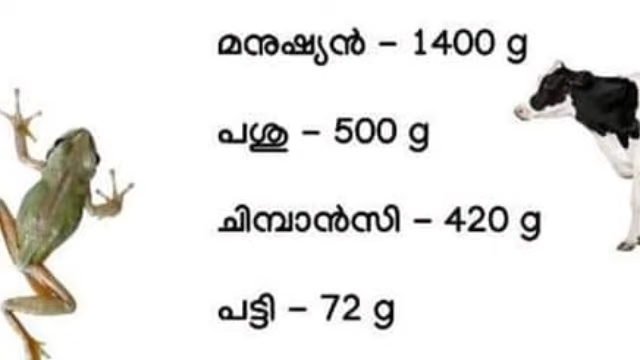 മനുഷ്യൻ – 1400 g
പശു – 500 g
ചിമ്പാൻസി – 420 g
പട്ടി – 72 g